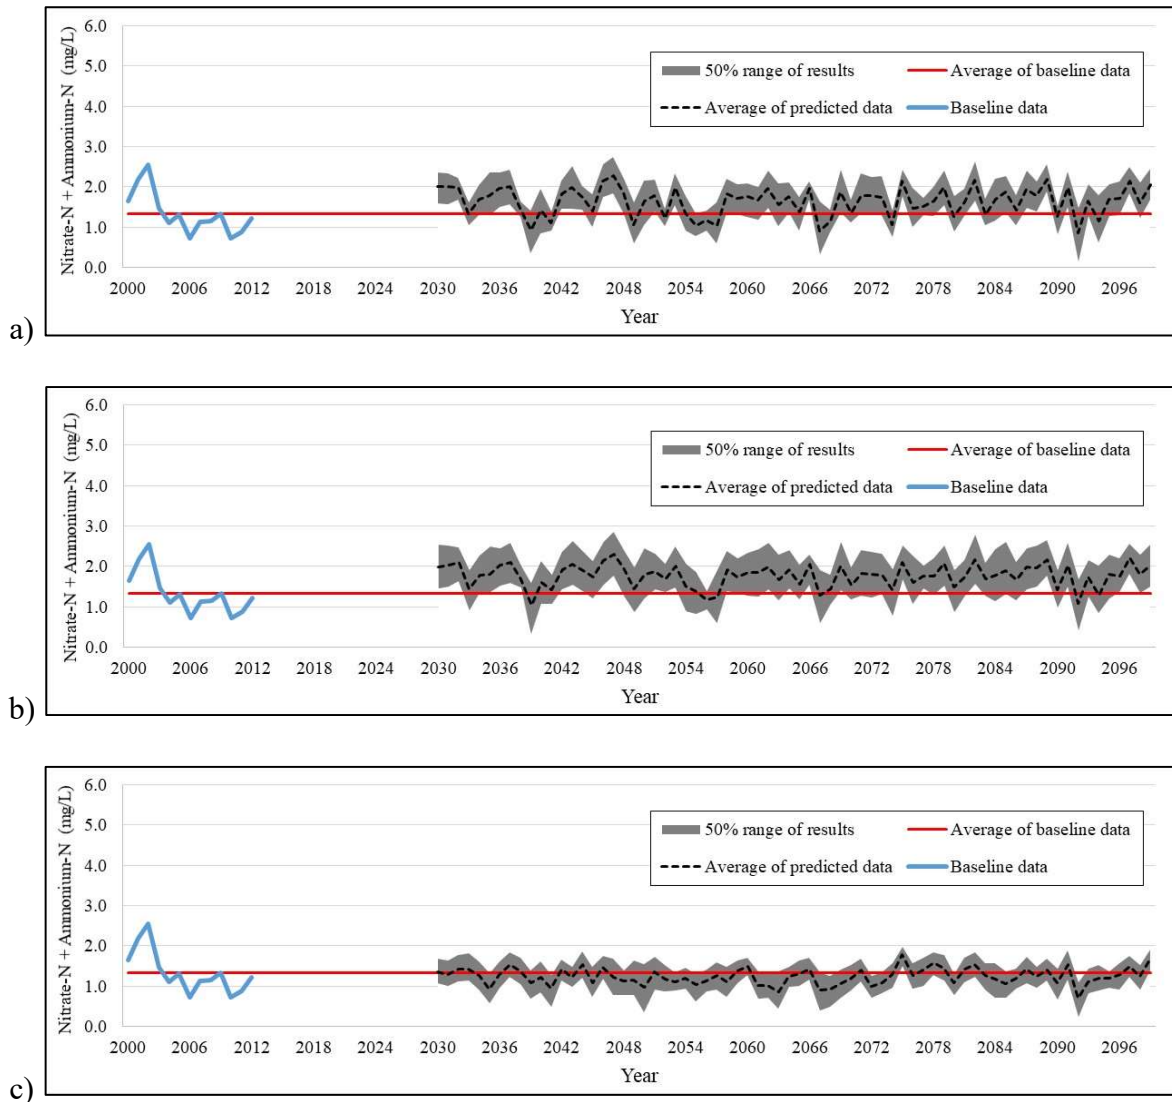 6.0
5.0
4.0
3.0
2.0
1.0
0.0
Nitrate-N + Ammonium-N (mg/L)
50% range of results
Average of baseline data
Average of predicted data
Baseline data
2000 2006 2012 2018 2024 2030 2036 2042 2048 2054 2060 2066 2072 2078 2084 2090 2096
Year
a)
6.0
5.0
4.0
3.0
2.0
1.0
0.0
Nitrate-N + Ammonium-N (mg/L)
50% range of results
Average of baseline data
Average of predicted data
Baseline data
2000 2006 2012 2018 2024 2030 2036 2042 2048 2054 2060 2066 2072 2078 2084 2090 2096
Year
b)
6.0
5.0
4.0
3.0
2.0
1.0
0.0
Nitrate-N + Ammonium-N (mg/L)
50% range of results
Average of baseline data
Average of predicted data
Baseline data
2000 2006 2012 2018 2024 2030 2036 2042 2048 2054 2060 2066 2072 2078 2084 2090 2096
Year
c)